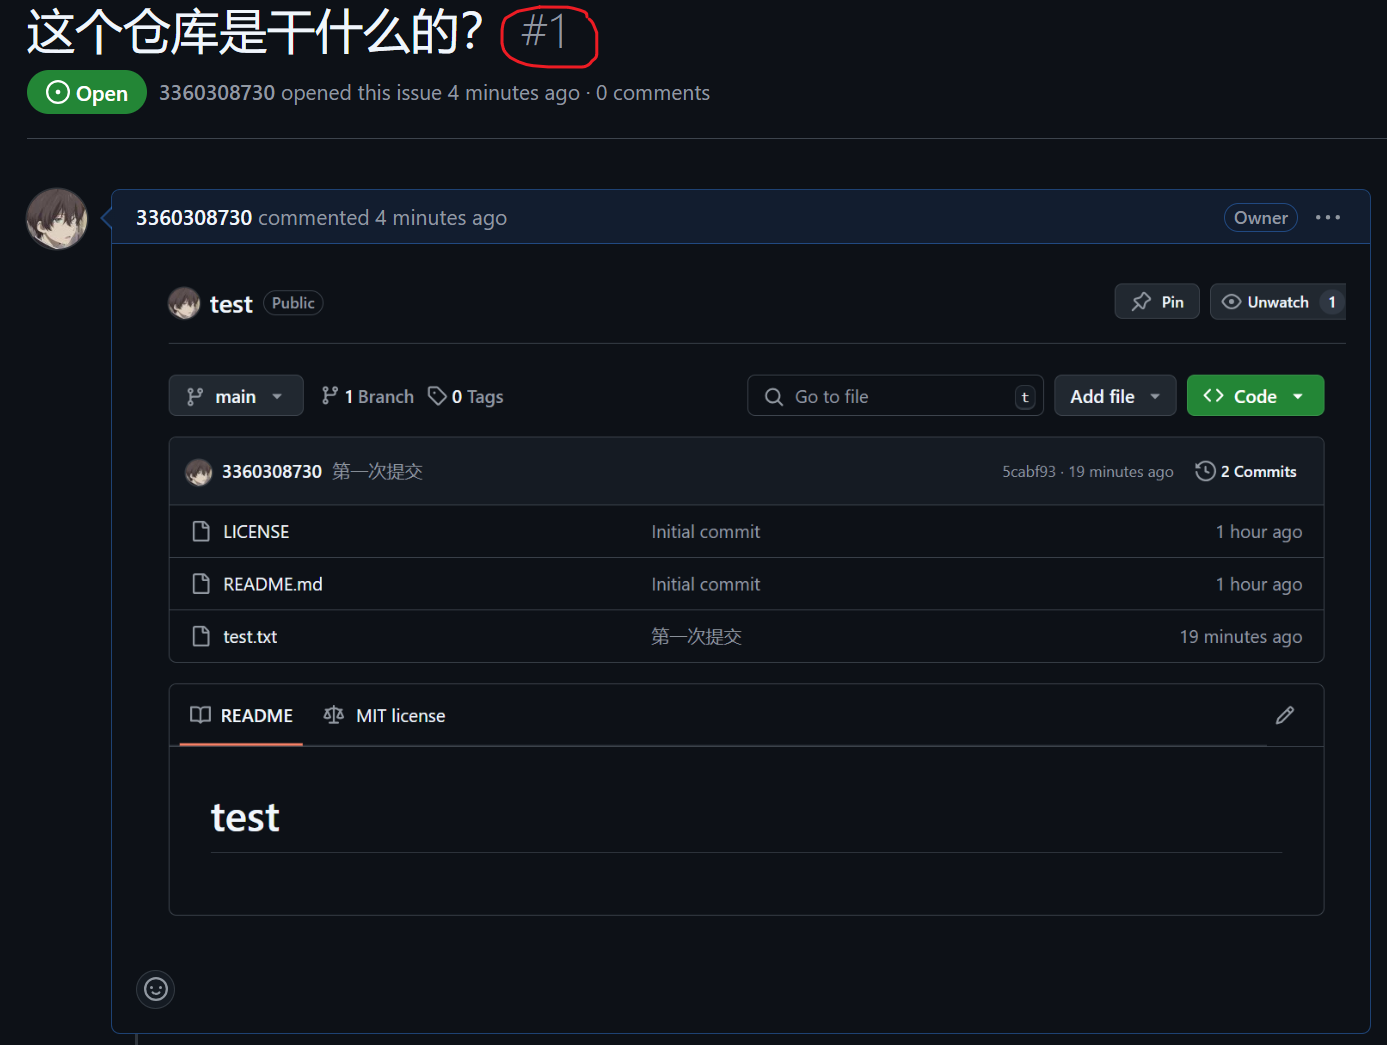 这个仓库是干什么的？ #1
Open 3360308730 opened this issue 4 minutes ago · 0 comments
3360308730 commented 4 minutes ago Owner
test Public Pin Unwatch 1
main 1 Branch 0 Tags Go to file t Add file Code
3360308730 第一次提交 5cabf93 · 19 minutes ago 2 Commits
LICENSE Initial commit 1 hour ago
README.md Initial commit 1 hour ago
test.txt 第一次提交 19 minutes ago
README MIT license
test